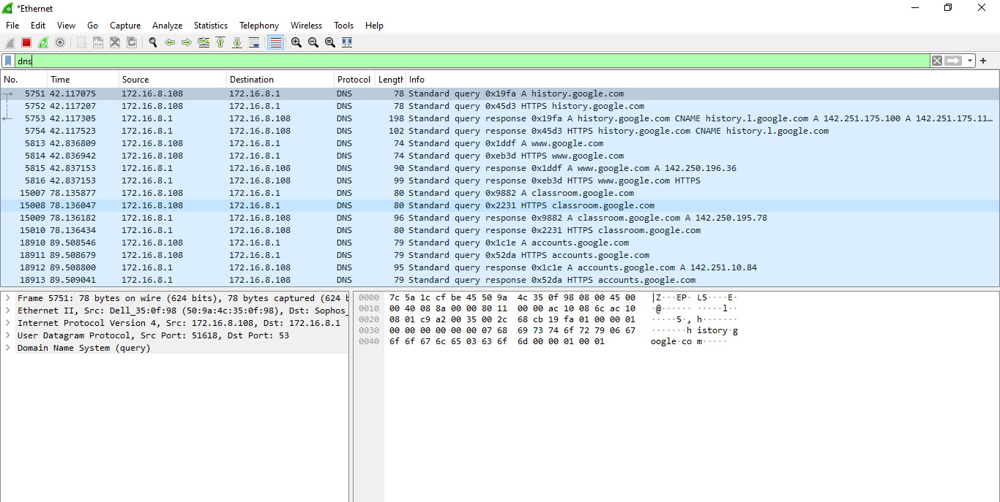 *Ethernet
File Edit View Go Capture Analyze Statistics Telephony Wireless Tools Help
dns
No. Time Source Destination Protocol Length Info
5751 42.117075 172.16.8.108 172.16.8.1 DNS 78 Standard query 0x19fa A history.google.com
5752 42.117207 172.16.8.108 172.16.8.1 DNS 78 Standard query 0x45d3 HTTPS history.google.com
5753 42.117305 172.16.8.1 172.16.8.108 DNS 198 Standard query response 0x19fa A history.google.com CNAME history.l.google.com A 142.251.175.100 A 142.251.175.11…
5754 42.117523 172.16.8.1 172.16.8.108 DNS 102 Standard query response 0x45d3 HTTPS history.google.com CNAME history.l.google.com
5813 42.836809 172.16.8.108 172.16.8.1 DNS 74 Standard query 0x1ddf A www.google.com
5814 42.836942 172.16.8.108 172.16.8.1 DNS 74 Standard query 0xeb3d HTTPS www.google.com
5815 42.837153 172.16.8.1 172.16.8.108 DNS 90 Standard query response 0x1ddf A www.google.com A 142.250.196.36
5816 42.837153 172.16.8.1 172.16.8.108 DNS 99 Standard query response 0xeb3d HTTPS www.google.com HTTPS
15007 78.135877 172.16.8.108 172.16.8.1 DNS 80 Standard query 0x9882 A classroom.google.com
15008 78.136047 172.16.8.108 172.16.8.1 DNS 80 Standard query 0x2231 HTTPS classroom.google.com
15009 78.136182 172.16.8.1 172.16.8.108 DNS 96 Standard query response 0x9882 A classroom.google.com A 142.250.195.78
15010 78.136434 172.16.8.1 172.16.8.108 DNS 80 Standard query response 0x2231 HTTPS classroom.google.com
18910 89.508546 172.16.8.108 172.16.8.1 DNS 79 Standard query 0x1c1e A accounts.google.com
18911 89.508679 172.16.8.108 172.16.8.1 DNS 79 Standard query 0x52da HTTPS accounts.google.com
18912 89.508800 172.16.8.1 172.16.8.108 DNS 95 Standard query response 0x1c1e A accounts.google.com A 142.251.10.84
18913 89.509041 172.16.8.1 172.16.8.108 DNS 79 Standard query response 0x52da HTTPS accounts.google.com
Frame 5751: 78 bytes on wire (624 bits), 78 bytes captured (624 b
Ethernet II, Src: Dell_35:0f:98 (50:9a:4c:35:0f:98), Dst: Sophos_
Internet Protocol Version 4, Src: 172.16.8.108, Dst: 172.16.8.1
User Datagram Protocol, Src Port: 51618, Dst Port: 53
Domain Name System (query)
0000 7c 5a 1c cf be 45 50 9a 4c 35 0f 98 08 00 45 00 |Z···EP· L5····E·
0010 00 40 08 8a 00 00 80 11 00 00 ac 10 08 6c ac 10 ·@······ ·····l··
0020 08 01 c9 a2 00 35 00 2c 68 cb 19 fa 01 00 00 01 ·····5·, h·······
0030 00 00 00 00 00 00 07 68 69 73 74 6f 72 79 06 67 ·······h istory·g
0040 6f 6f 67 6c 65 03 63 6f 6d 00 00 01 00 01 oogle·co m·····